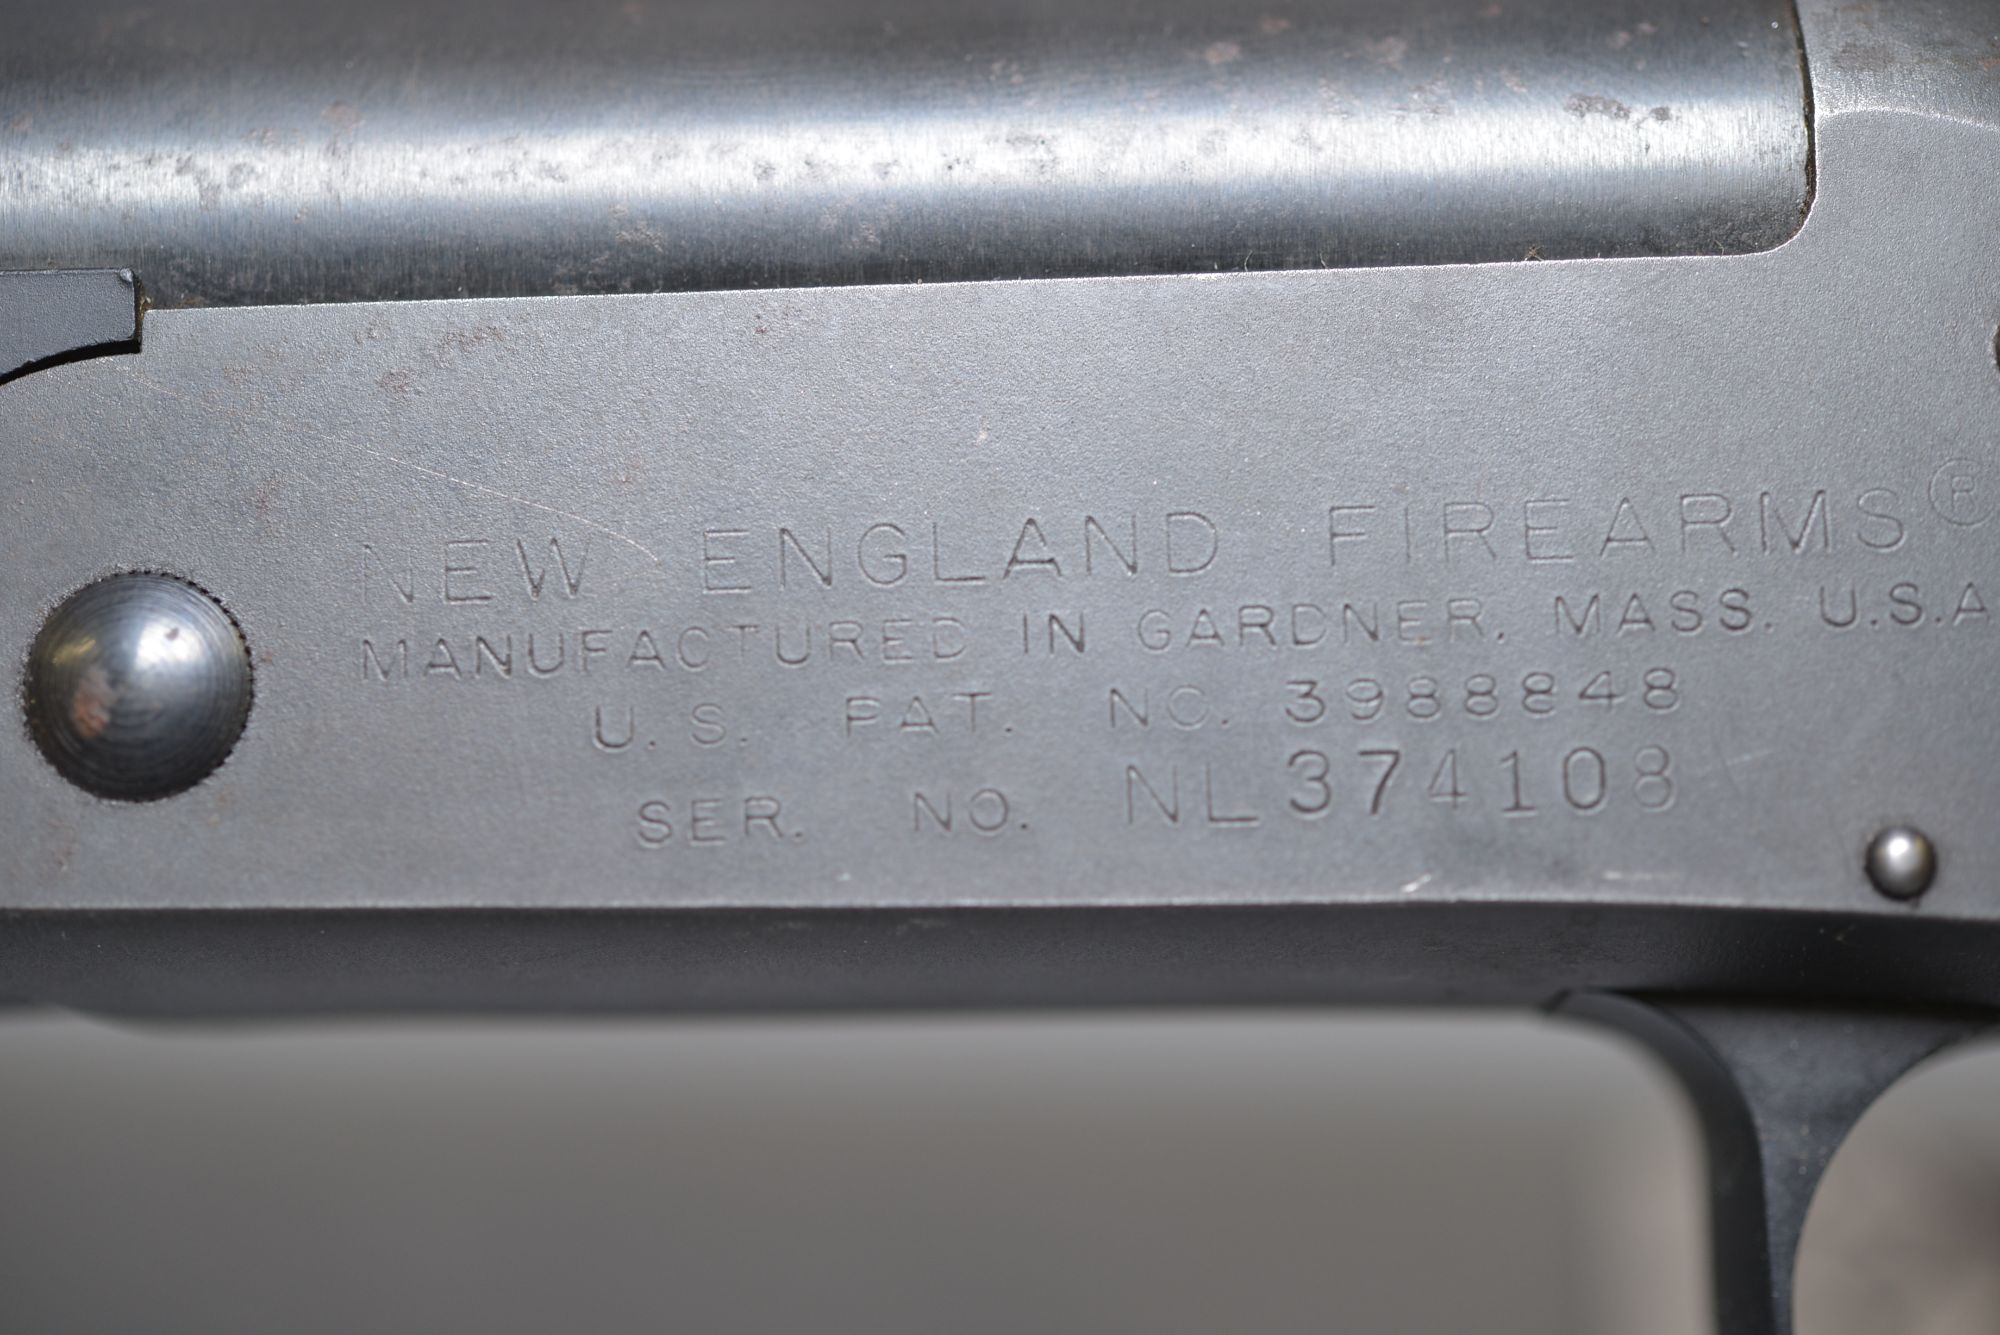 NEW ENGLAND FIREARMS®
MANUFACTURED IN GARDNER, MASS. U.S.A
U.S. PAT. NO. 3988848
SER. NO. NL374108